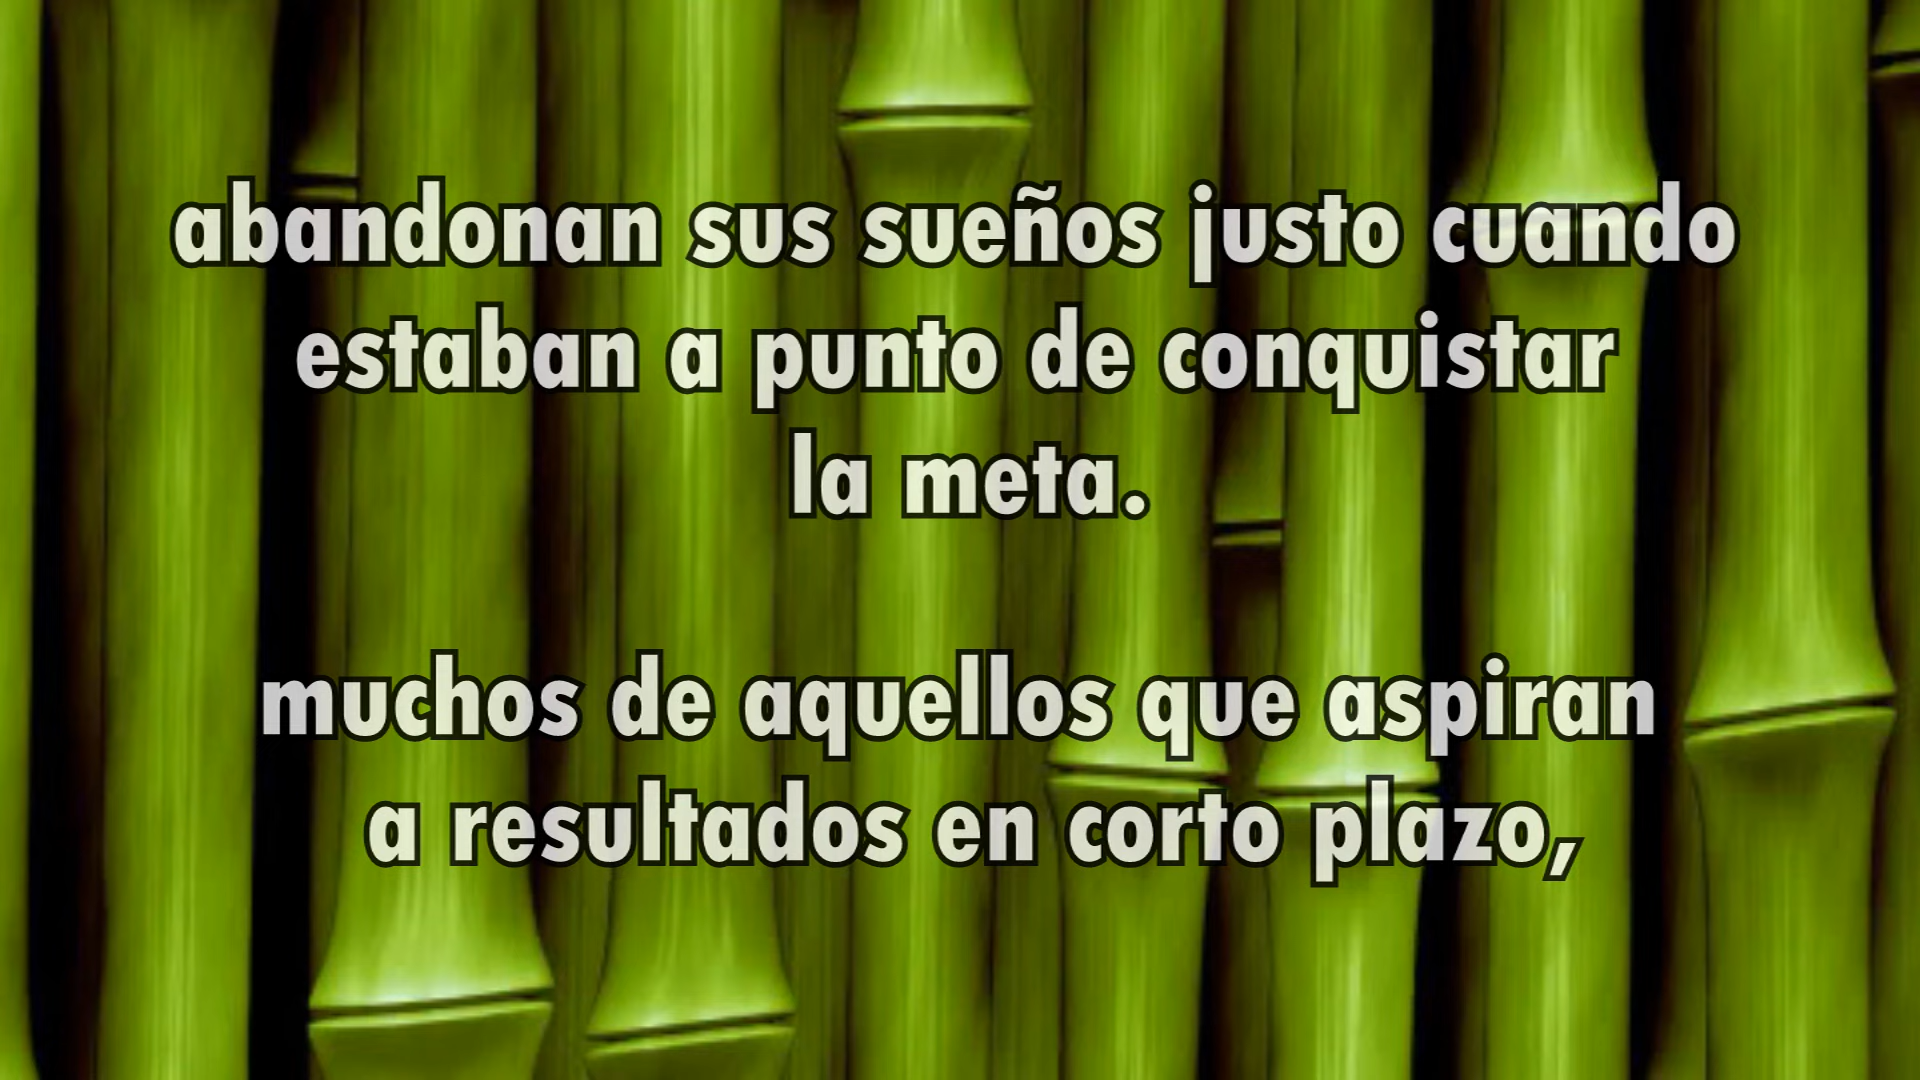 abandonan sus sueños justo cuando
estaban a punto de conquistar
la meta.
muchos de aquellos que aspiran
a resultados en corto plazo,